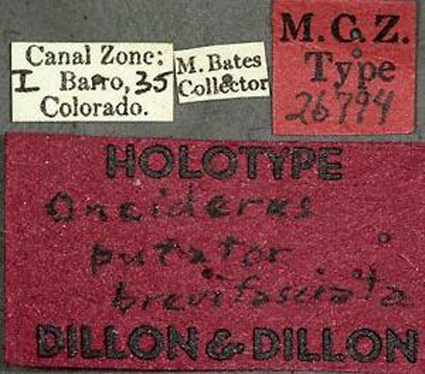 Canal Zone:
I Barro, 35
Colorado.
M. Bates
Collector
M.C.Z.
Type
26794
HOLOTYPE
Oncideres
putator
brevifasciata
DILLON & DILLON